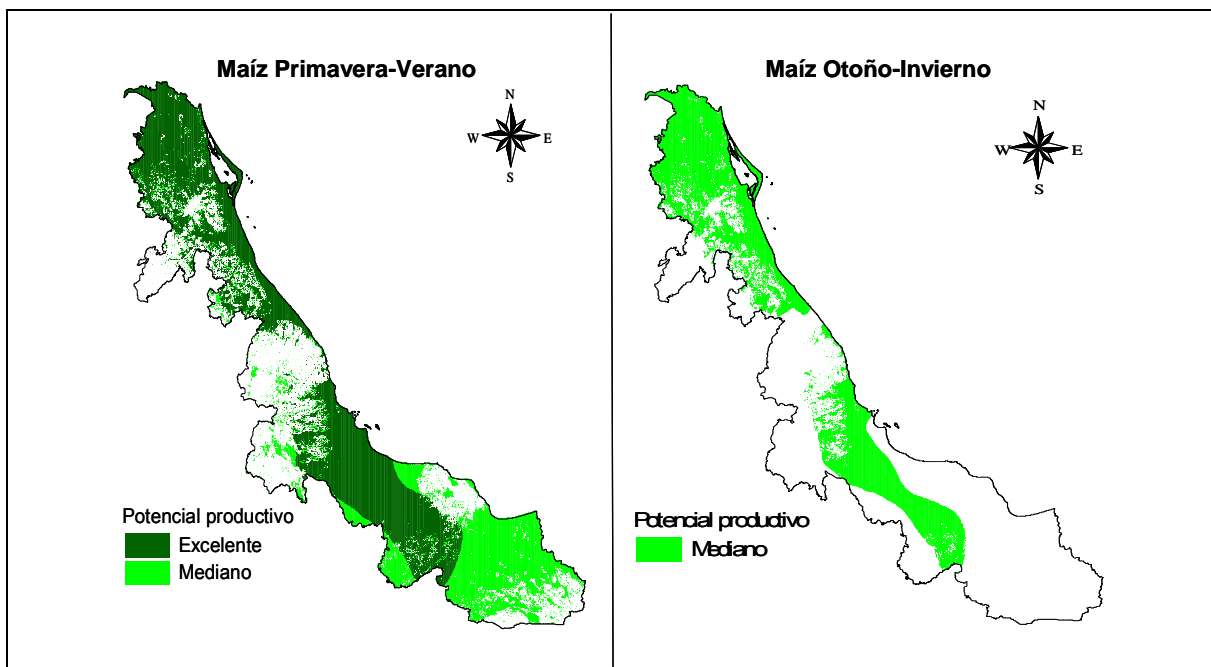 Maíz Primavera-Verano
N
W
E
S
Potencial productivo
Excelente
Mediano
Maíz Otoño-Invierno
N
W
E
S
Potencial productivo
Mediano